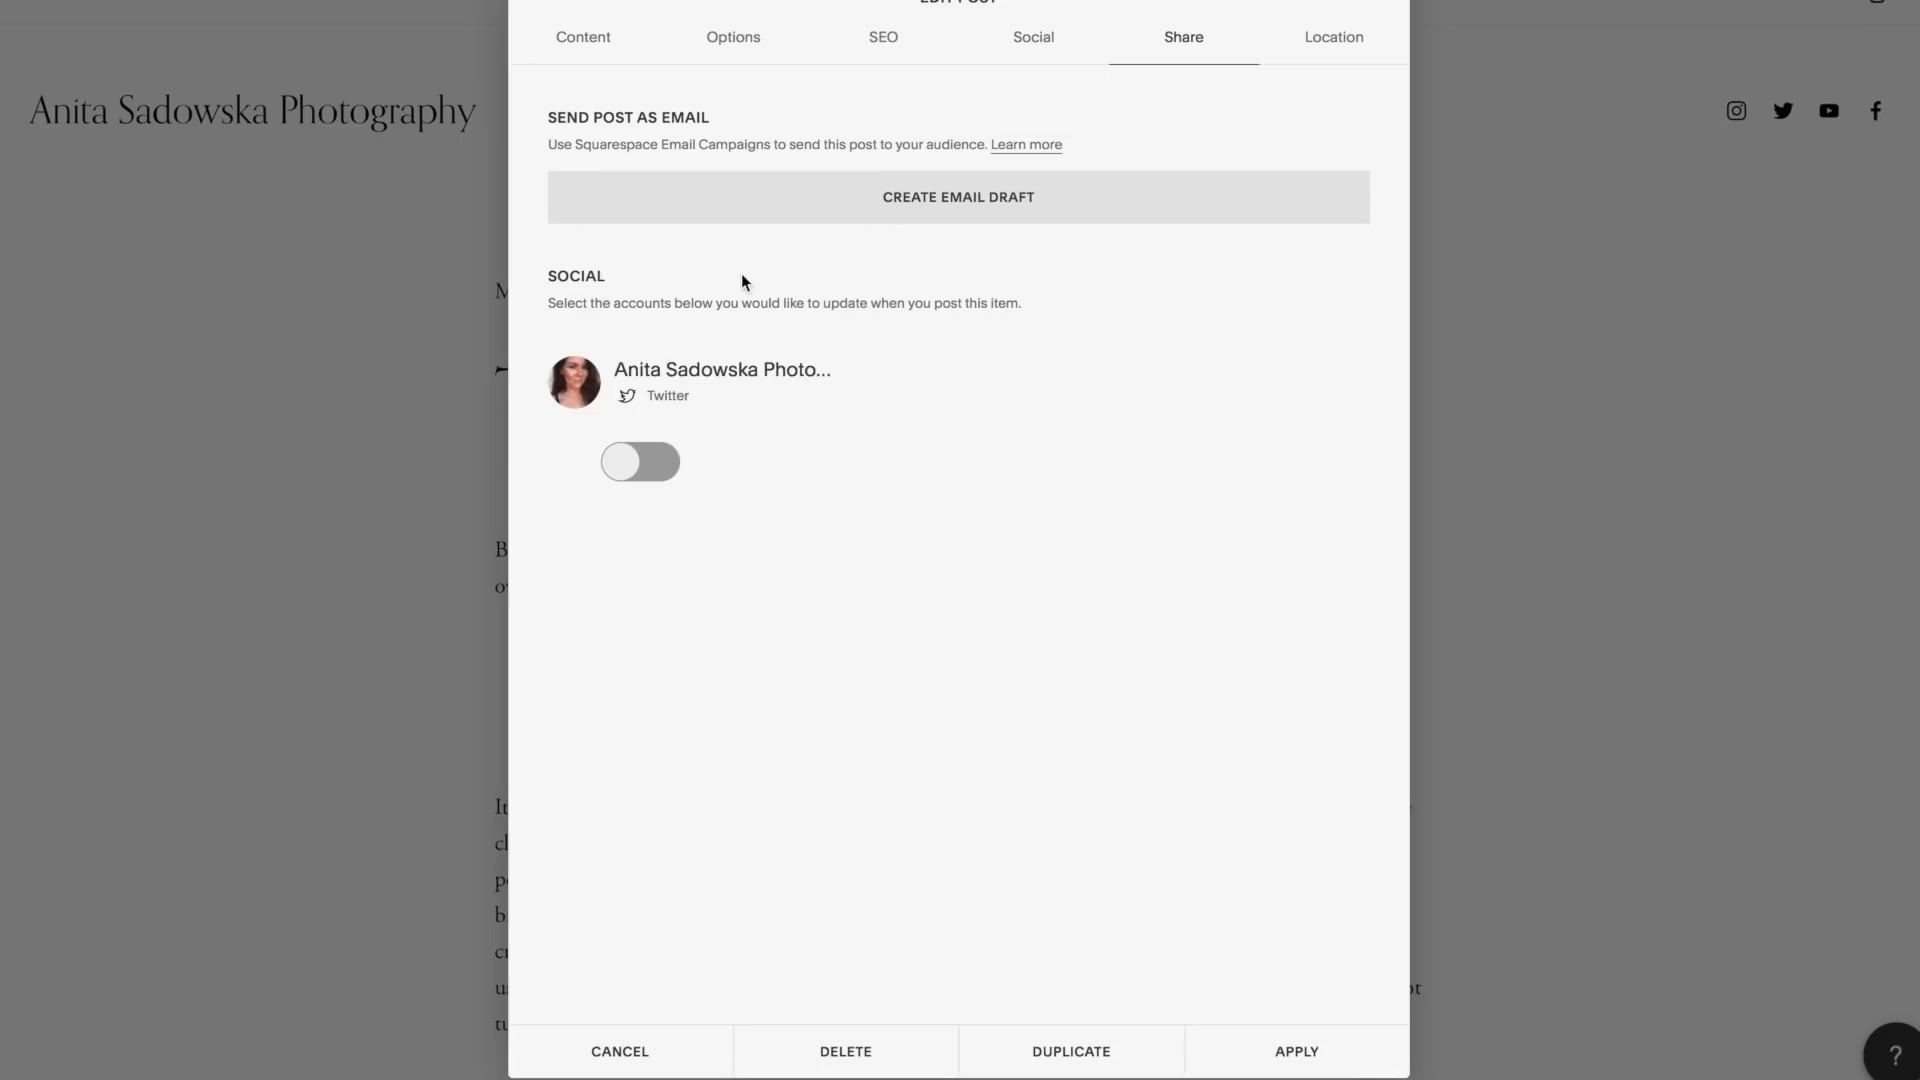 EDIT POST
Content Options SEO Social Share Location
Anita Sadowska Photography
SEND POST AS EMAIL
Use Squarespace Email Campaigns to send this post to your audience. Learn more
CREATE EMAIL DRAFT
SOCIAL
Select the accounts below you would like to update when you post this item.
Anita Sadowska Photo...
Twitter
CANCEL DELETE DUPLICATE APPLY
?